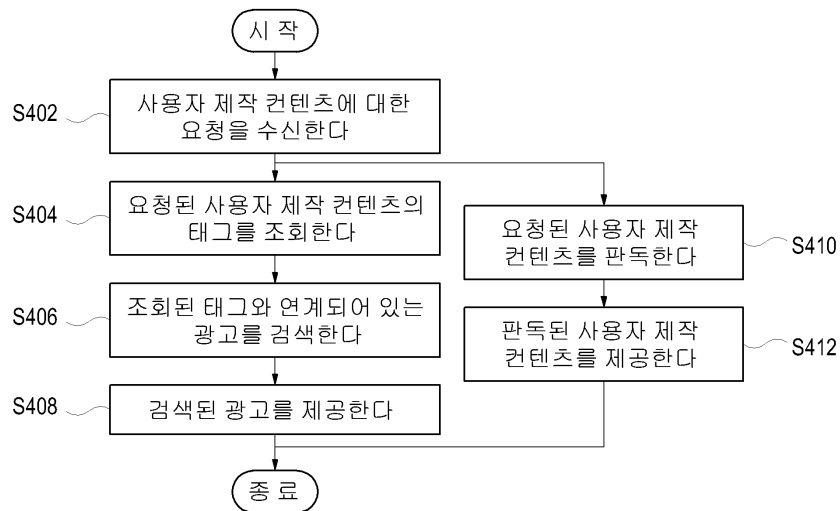 시 작
S402
사용자 제작 컨텐츠에 대한
요청을 수신한다
S404
요청된 사용자 제작 컨텐츠의
태그를 조회한다
S406
조회된 태그와 연계되어 있는
광고를 검색한다
S408
검색된 광고를 제공한다
요청된 사용자 제작
컨텐츠를 판독한다
S410
판독된 사용자 제작
컨텐츠를 제공한다
S412
종 료